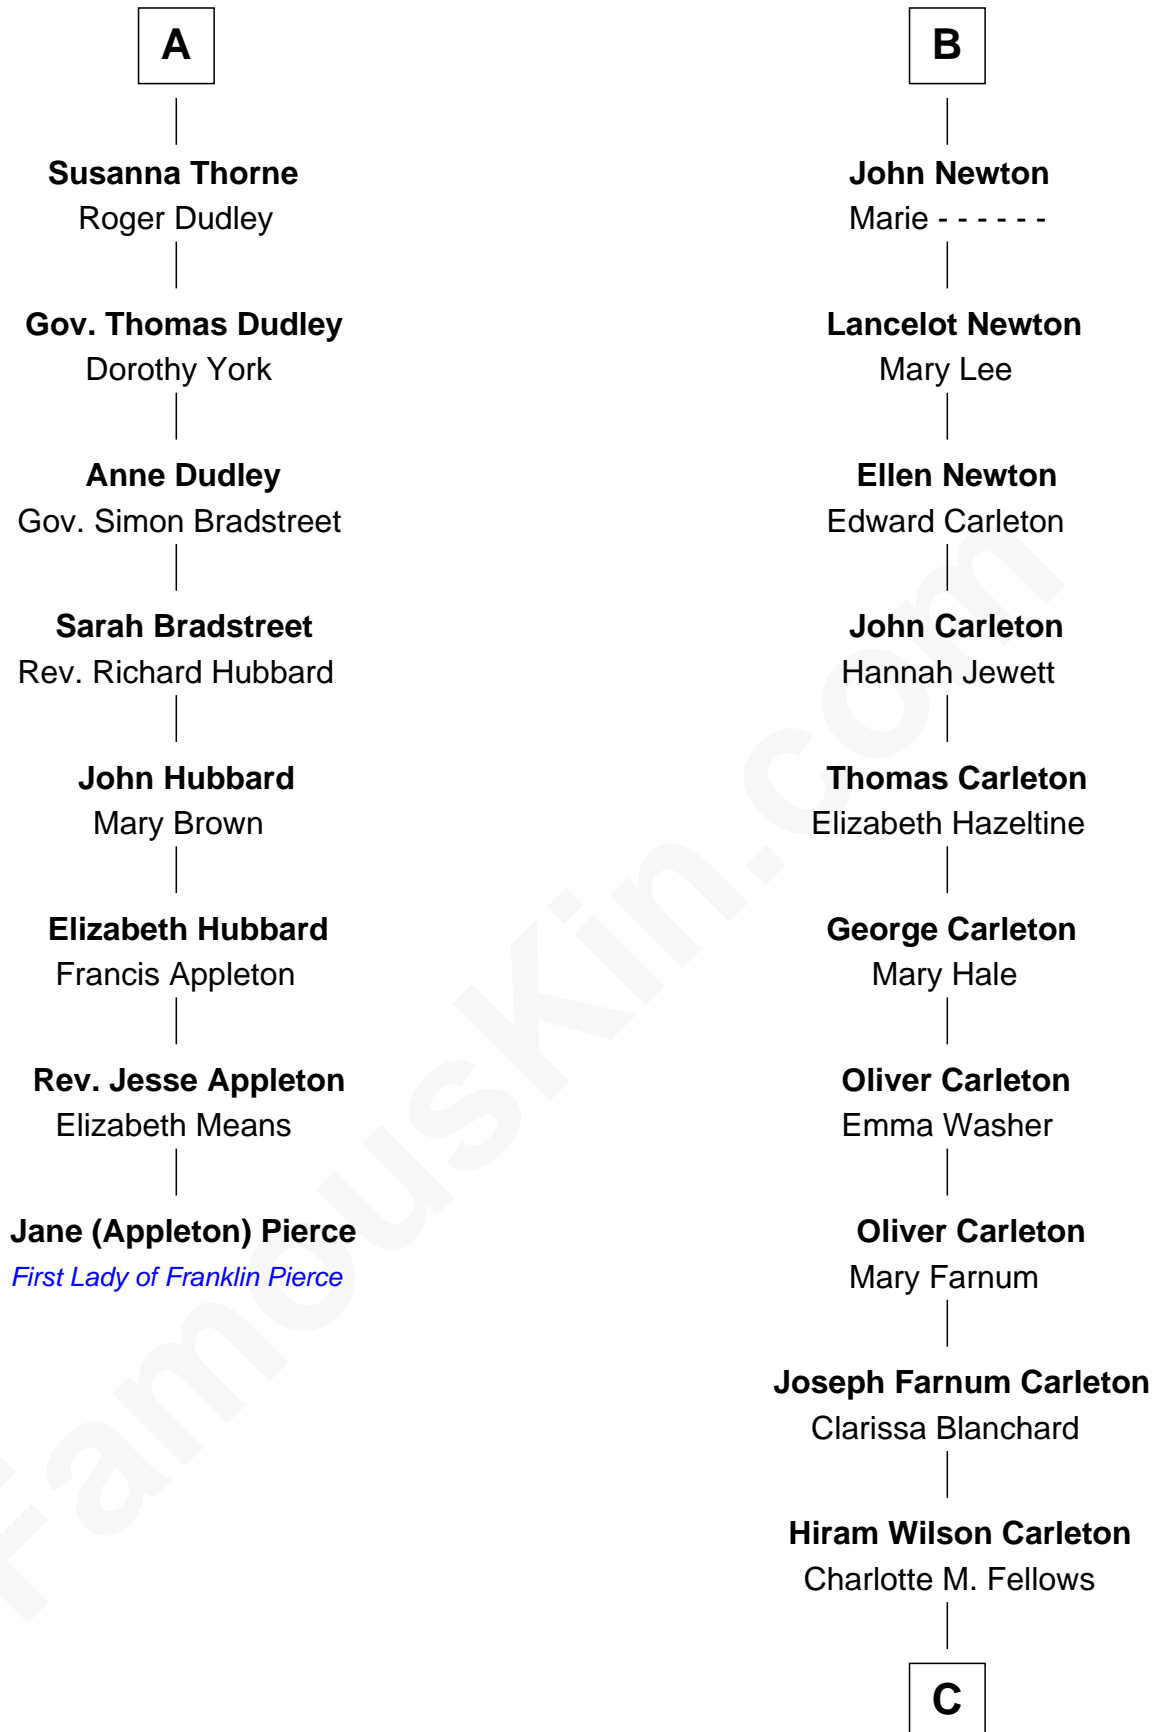 A
Susanna Thorne
Roger Dudley
Gov. Thomas Dudley
Dorothy York
Anne Dudley
Gov. Simon Bradstreet
Sarah Bradstreet
Rev. Richard Hubbard
John Hubbard
Mary Brown
Elizabeth Hubbard
Francis Appleton
Rev. Jesse Appleton
Elizabeth Means
Jane (Appleton) Pierce
First Lady of Franklin Pierce
B
John Newton
Marie - - - - - -
Lancelot Newton
Mary Lee
Ellen Newton
Edward Carleton
John Carleton
Hannah Jewett
Thomas Carleton
Elizabeth Hazeltine
George Carleton
Mary Hale
Oliver Carleton
Emma Washer
Oliver Carleton
Mary Farnum
Joseph Farnum Carleton
Clarissa Blanchard
Hiram Wilson Carleton
Charlotte M. Fellows
C
FamousKin.com